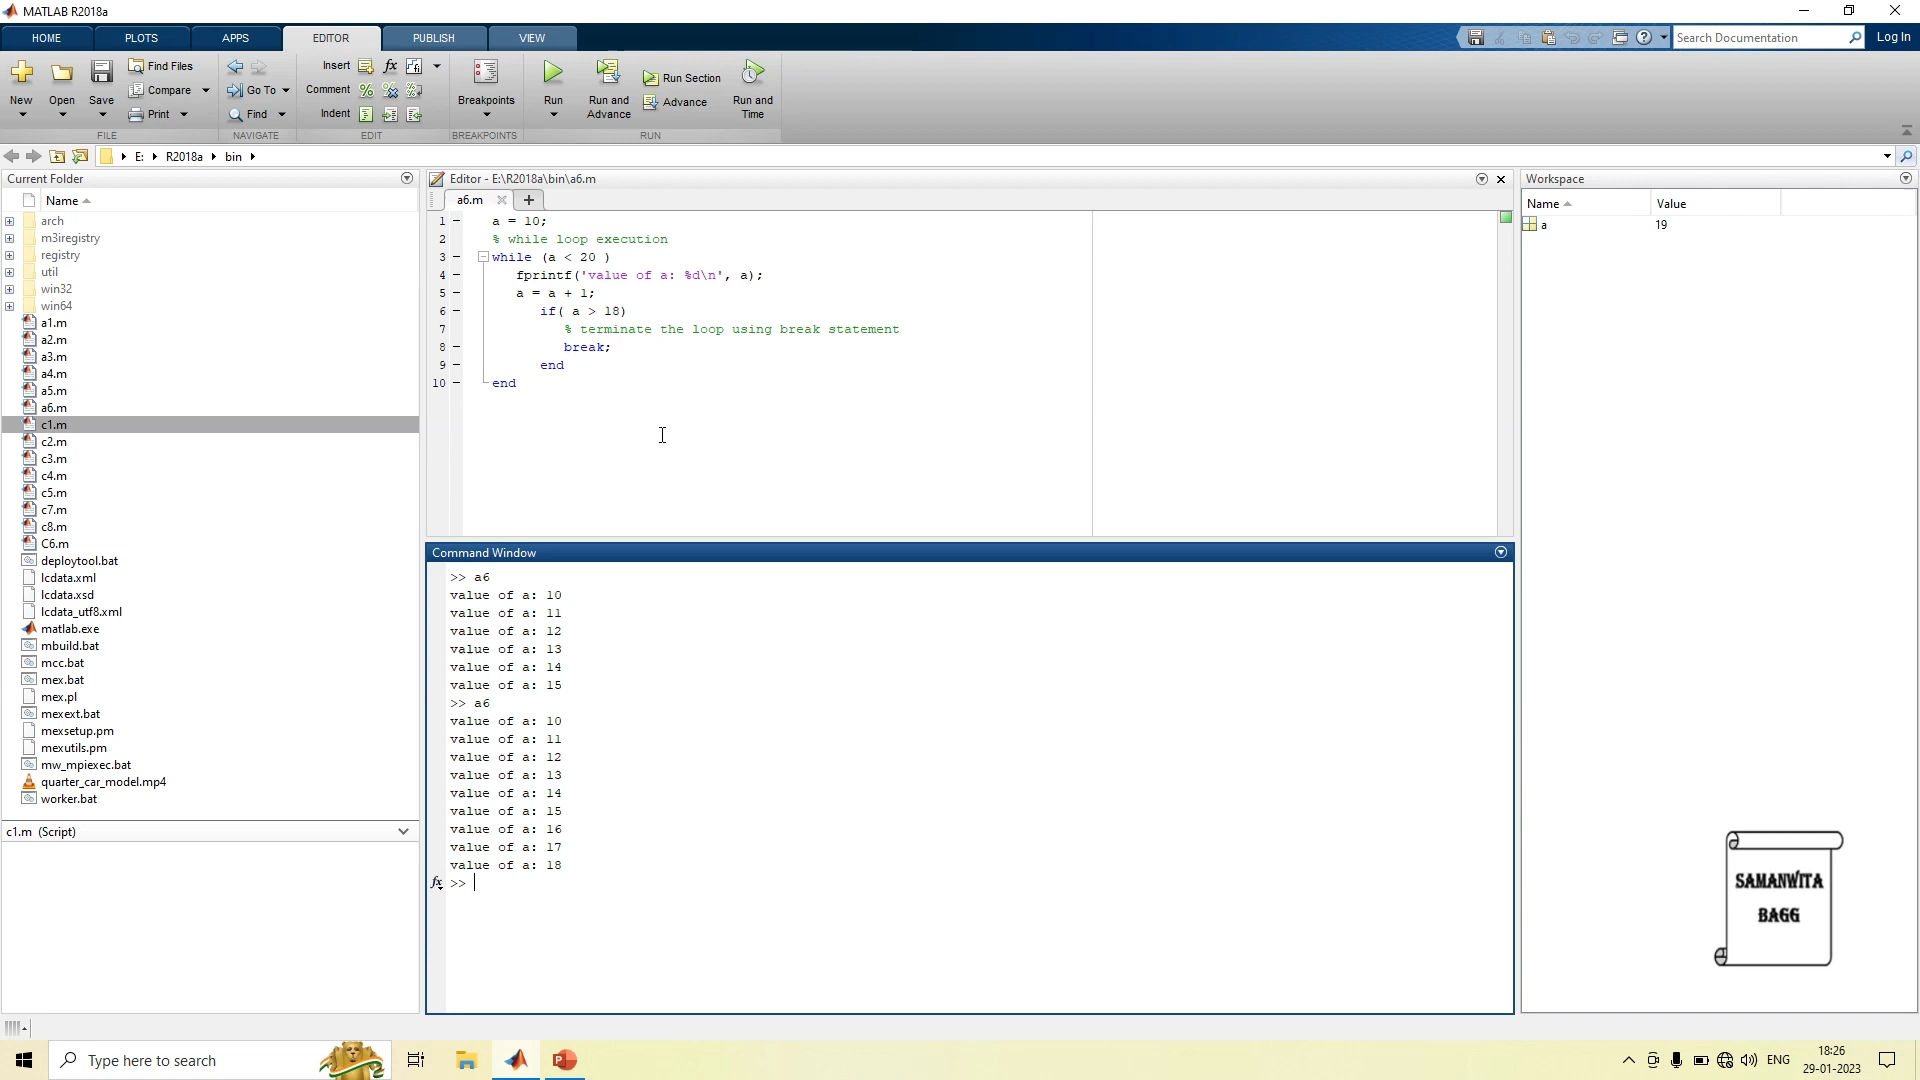 MATLAB R2018a
HOME
PLOTS
APPS
EDITOR
PUBLISH
VIEW
Search Documentation
Log In
New
Open
Save
Find Files
Compare
Print
Go To
Find
Insert
fx
Comment
Indent
Breakpoints
Run
Run and
Advance
Run Section
Advance
Run and
Time
FILE
NAVIGATE
EDIT
BREAKPOINTS
RUN
E:
R2018a
bin
Current Folder
Name
arch
m3iregistry
registry
util
win32
win64
a1.m
a2.m
a3.m
a4.m
a5.m
a6.m
c1.m
c2.m
c3.m
c4.m
c5.m
c7.m
c8.m
C6.m
deploytool.bat
lcdata.xml
lcdata.xsd
lcdata_utf8.xml
matlab.exe
mbuild.bat
mcc.bat
mex.bat
mex.pl
mexext.bat
mexsetup.pm
mexutils.pm
mw_mpiexec.bat
quarter_car_model.mp4
worker.bat
c1.m (Script)
Editor - E:\R2018a\bin\a6.m
a6.m
1 a = 10;
2 % while loop execution
3 while (a < 20 )
4 fprintf('value of a: %d\n', a);
5 a = a + 1;
6 if( a > 18)
7 % terminate the loop using break statement
8 break;
9 end
10 end
Command Window
>> a6
value of a: 10
value of a: 11
value of a: 12
value of a: 13
value of a: 14
value of a: 15
>> a6
value of a: 10
value of a: 11
value of a: 12
value of a: 13
value of a: 14
value of a: 15
value of a: 16
value of a: 17
value of a: 18
fx >>
Workspace
Name
Value
a
19
SAMANWITA
BAGG
Type here to search
ENG
18:26
29-01-2023